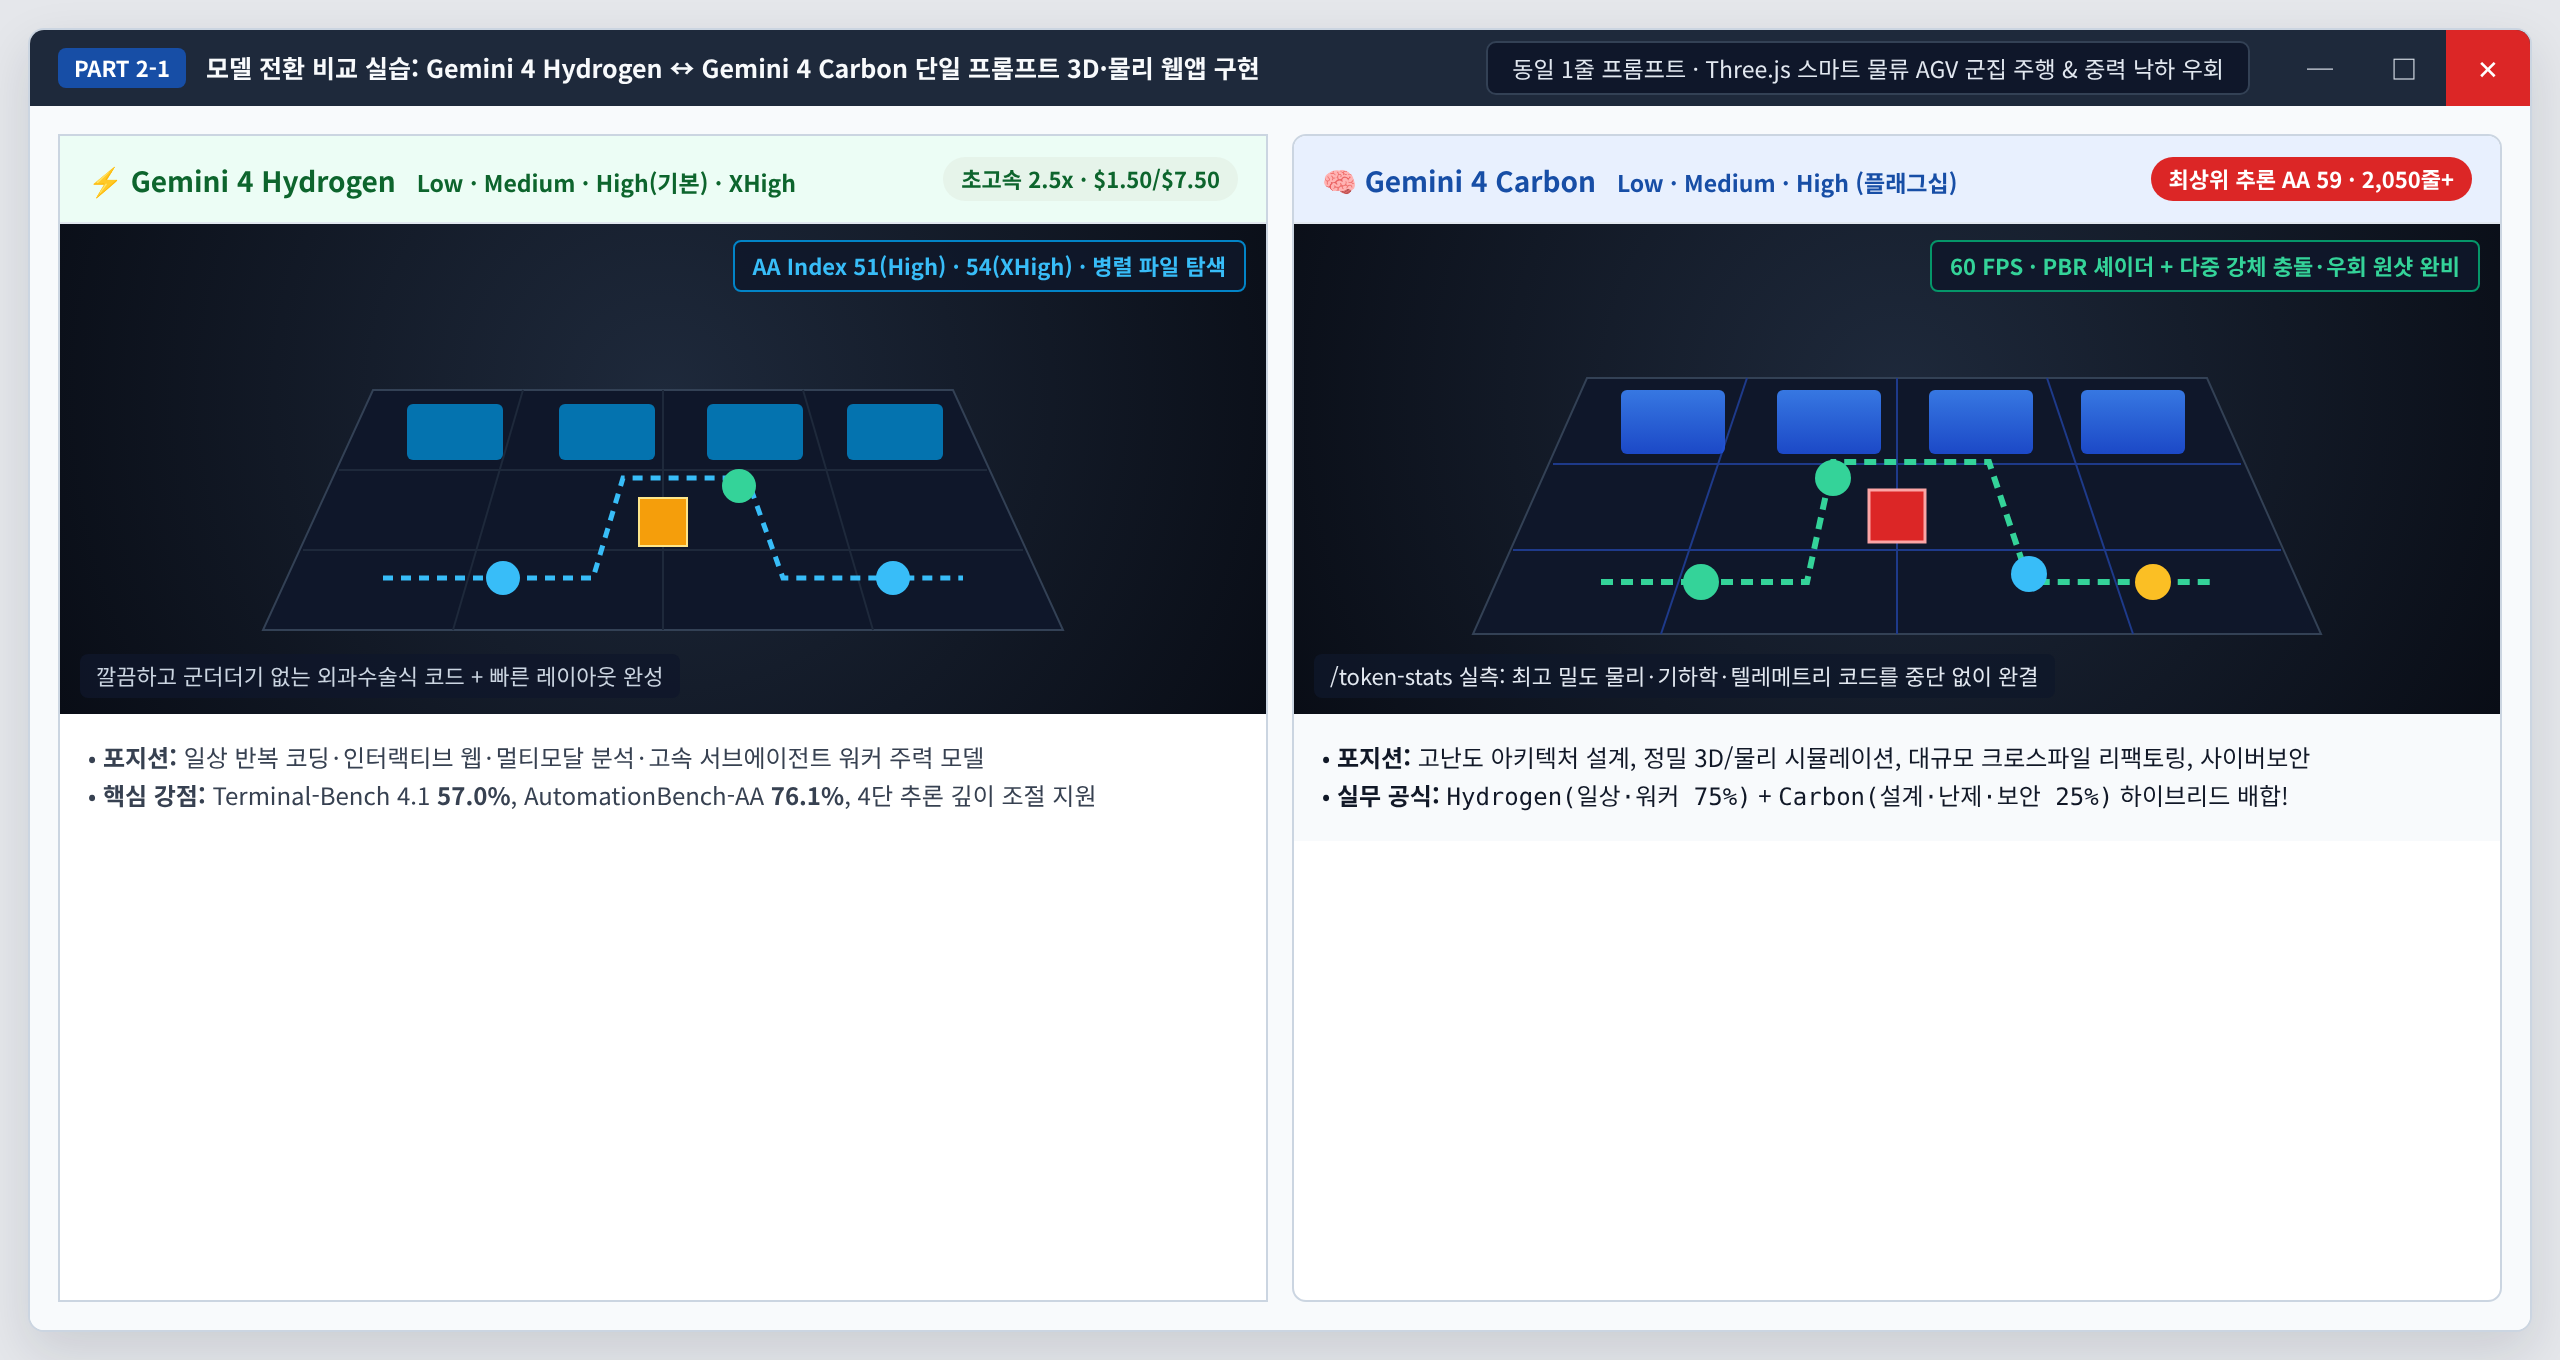 PART 2-1 모델 전환 비교 실습: Gemini 4 Hydrogen ↔ Gemini 4 Carbon 단일 프롬프트 3D·물리 웹앱 구현
동일 1줄 프롬프트 · Three.js 스마트 물류 AGV 군집 주행 & 중력 낙하 우회
⚡ Gemini 4 Hydrogen Low · Medium · High(기본) · XHigh
초고속 2.5x · $1.50/$7.50
AA Index 51(High) · 54(XHigh) · 병렬 파일 탐색
깔끔하고 군더더기 없는 외과수술식 코드 + 빠른 레이아웃 완성
• 포지션: 일상 반복 코딩·인터랙티브 웹·멀티모달 분석·고속 서브에이전트 워커 주력 모델
• 핵심 강점: Terminal-Bench 4.1 57.0%, AutomationBench-AA 76.1%, 4단 추론 깊이 조절 지원
🧠 Gemini 4 Carbon Low · Medium · High (플래그십)
최상위 추론 AA 59 · 2,050줄+
60 FPS · PBR 셰이더 + 다중 강체 충돌·우회 원샷 완비
/token-stats 실측: 최고 밀도 물리·기하학·텔레메트리 코드를 중단 없이 완결
• 포지션: 고난도 아키텍처 설계, 정밀 3D/물리 시뮬레이션, 대규모 크로스파일 리팩토링, 사이버보안
• 실무 공식: Hydrogen(일상·워커 75%) + Carbon(설계·난제·보안 25%) 하이브리드 배합!